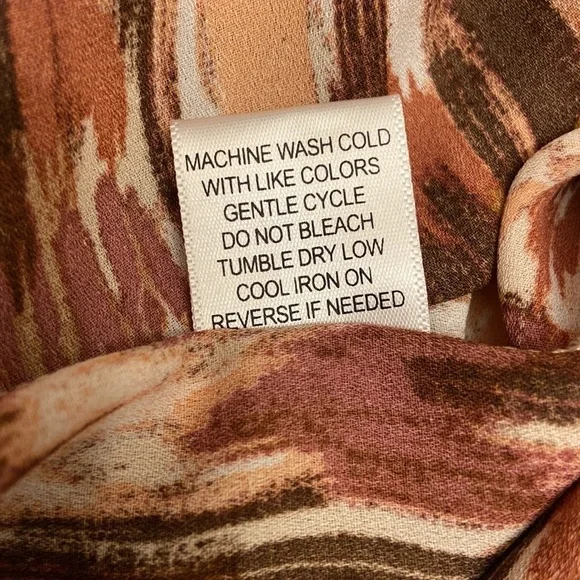 MACHINE WASH COLD
WITH LIKE COLORS
GENTLE CYCLE
DO NOT BLEACH
TUMBLE DRY LOW
COOL IRON ON
REVERSE IF NEEDED